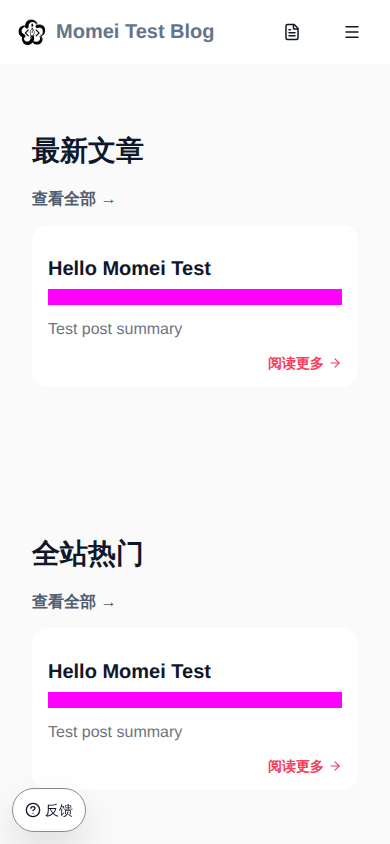 Momei Test Blog
最新文章
查看全部 →
Hello Momei Test
Test post summary
阅读更多 →
全站热门
查看全部 →
Hello Momei Test
Test post summary
阅读更多 →
反馈